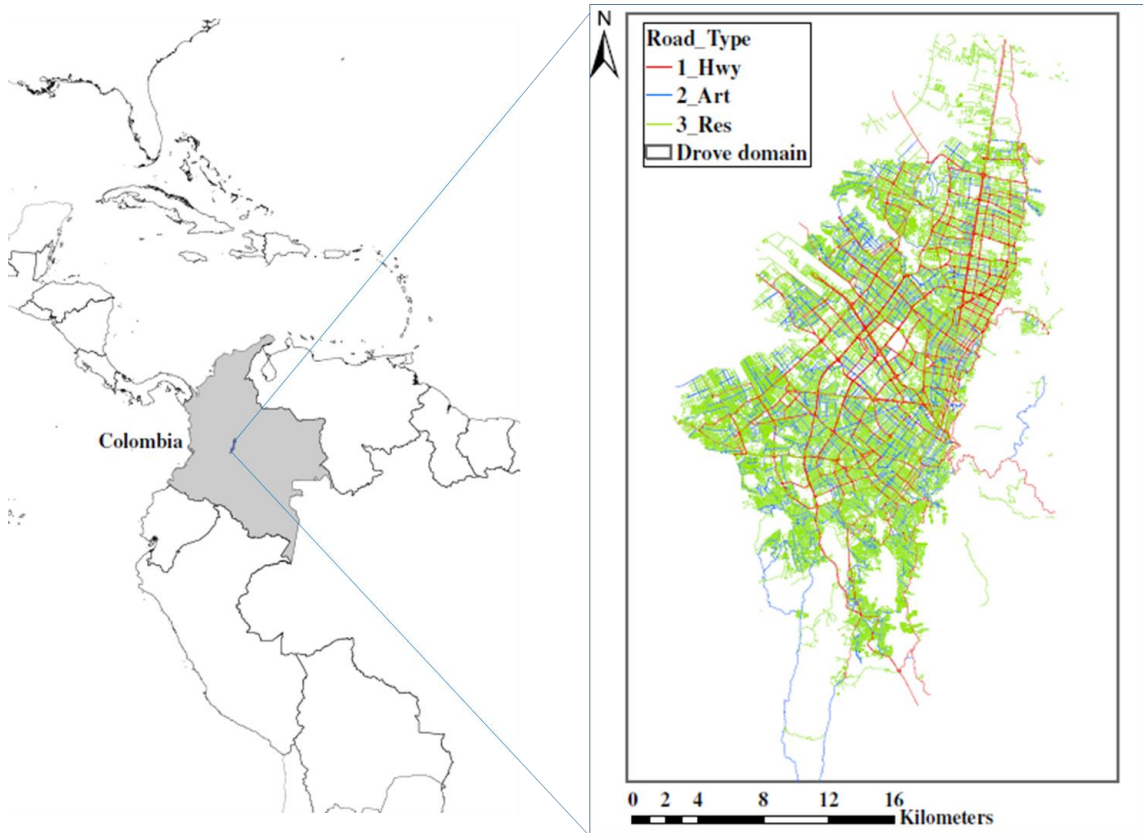 Colombia
N
Road_Type
1_Hwy
2_Art
3_Res
Drove domain
0 2 4 8 12 16
Kilometers